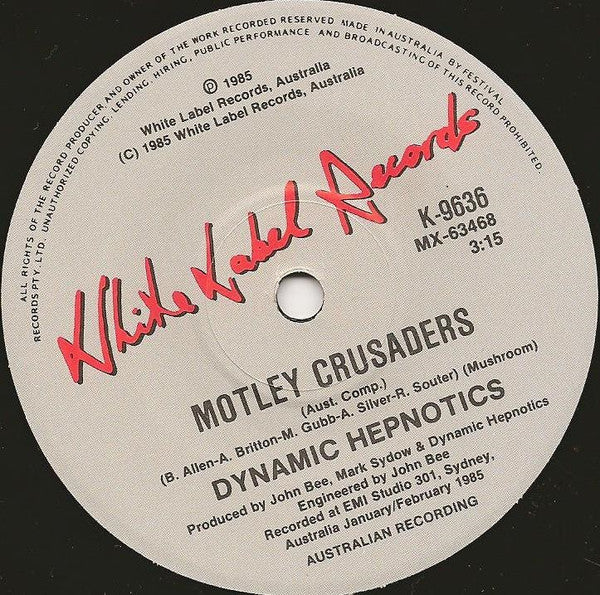 ALL RIGHTS OF THE RECORD PRODUCER AND OWNER OF THE WORK RECORDED RESERVED MADE IN AUSTRALIA BY FESTIVAL
RECORDS PTY. LTD. UNAUTHORIZED COPYING, LENDING, HIRING, PUBLIC PERFORMANCE AND BROADCASTING OF THIS RECORD PROHIBITED.
℗ 1985
White Label Records, Australia
(C) 1985 White Label Records, Australia
White Label Records
K-9636
MX-63468
3:15
MOTLEY CRUSADERS
(Aust. Comp.)
(B. Allen-A. Britton-M. Gubb-A. Silver-R. Souter) (Mushroom)
DYNAMIC HEPNOTICS
Produced by John Bee, Mark Sydow & Dynamic Hepnotics
Engineered by John Bee
Recorded at EMI Studio 301, Sydney,
Australia January/February 1985
AUSTRALIAN RECORDING